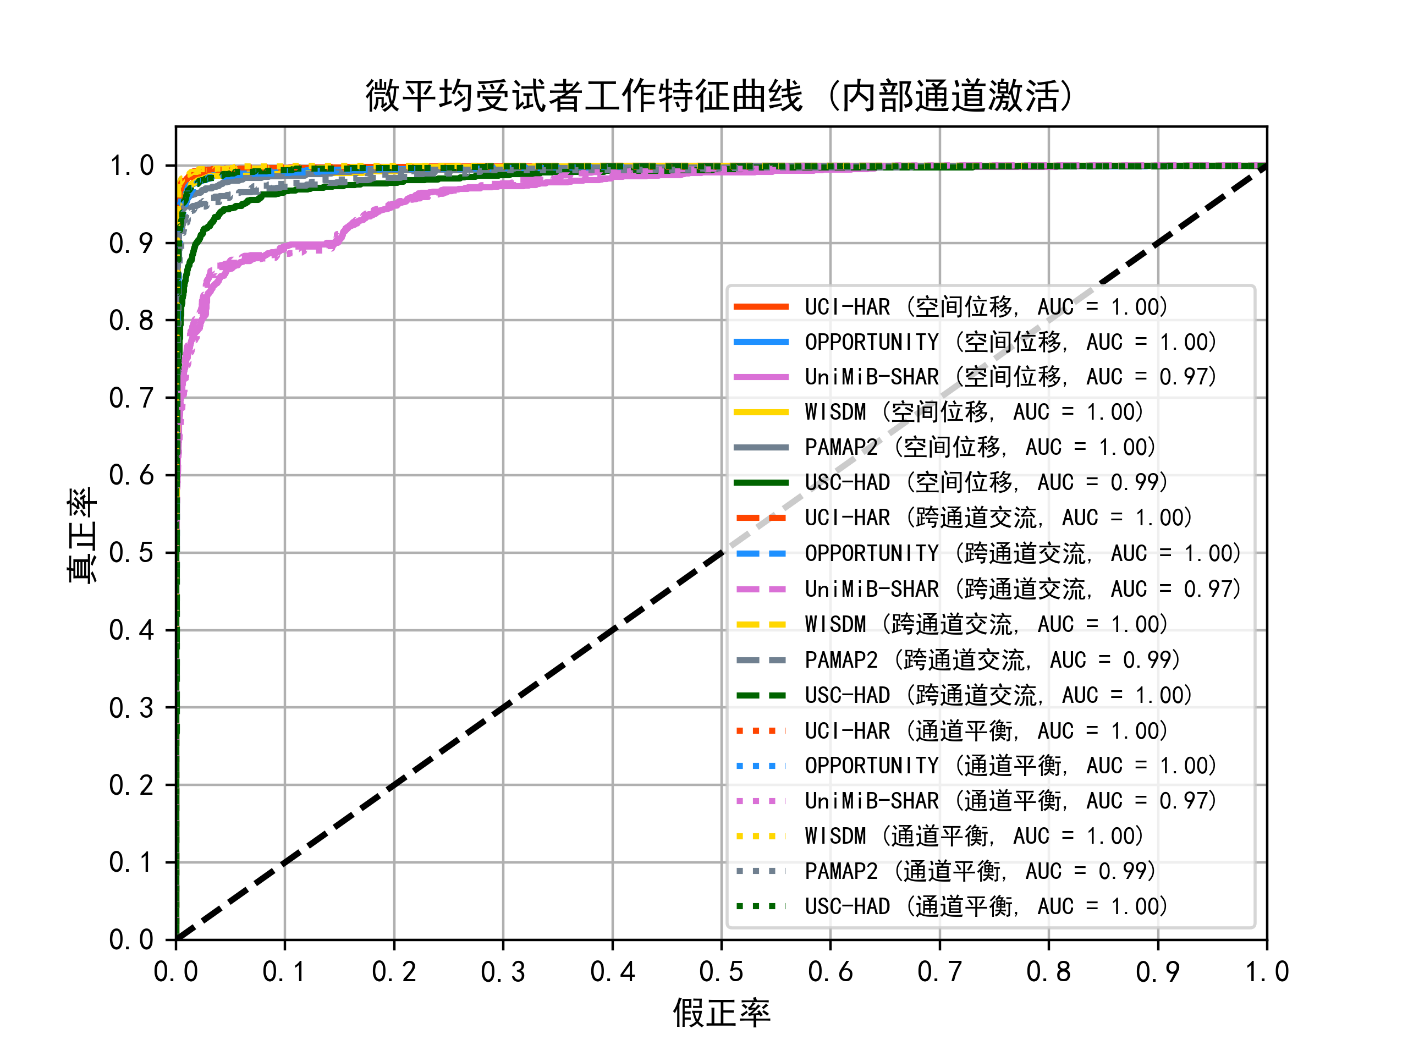 微平均受试者工作特征曲线 (内部通道激活)
真正率
1.0
0.9
0.8
0.7
0.6
0.5
0.4
0.3
0.2
0.1
0.0
UCI-HAR (空间位移, AUC = 1.00)
OPPORTUNITY (空间位移, AUC = 1.00)
UniMiB-SHAR (空间位移, AUC = 0.97)
WISDM (空间位移, AUC = 1.00)
PAMAP2 (空间位移, AUC = 1.00)
USC-HAD (空间位移, AUC = 0.99)
UCI-HAR (跨通道交流, AUC = 1.00)
OPPORTUNITY (跨通道交流, AUC = 1.00)
UniMiB-SHAR (跨通道交流, AUC = 0.97)
WISDM (跨通道交流, AUC = 1.00)
PAMAP2 (跨通道交流, AUC = 0.99)
USC-HAD (跨通道交流, AUC = 1.00)
UCI-HAR (通道平衡, AUC = 1.00)
OPPORTUNITY (通道平衡, AUC = 1.00)
UniMiB-SHAR (通道平衡, AUC = 0.97)
WISDM (通道平衡, AUC = 1.00)
PAMAP2 (通道平衡, AUC = 0.99)
USC-HAD (通道平衡, AUC = 1.00)
0.0 0.1 0.2 0.3 0.4 0.5 0.6 0.7 0.8 0.9 1.0
假正率